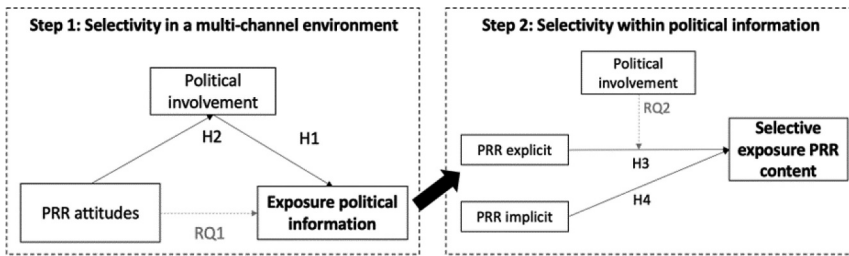 Step 1: Selectivity in a multi-channel environment
Political
involvement
H2
H1
PRR attitudes
RQ1
Exposure political
information
Step 2: Selectivity within political information
Political
involvement
RQ2
PRR explicit
H3
Selective
exposure PRR
content
PRR implicit
H4